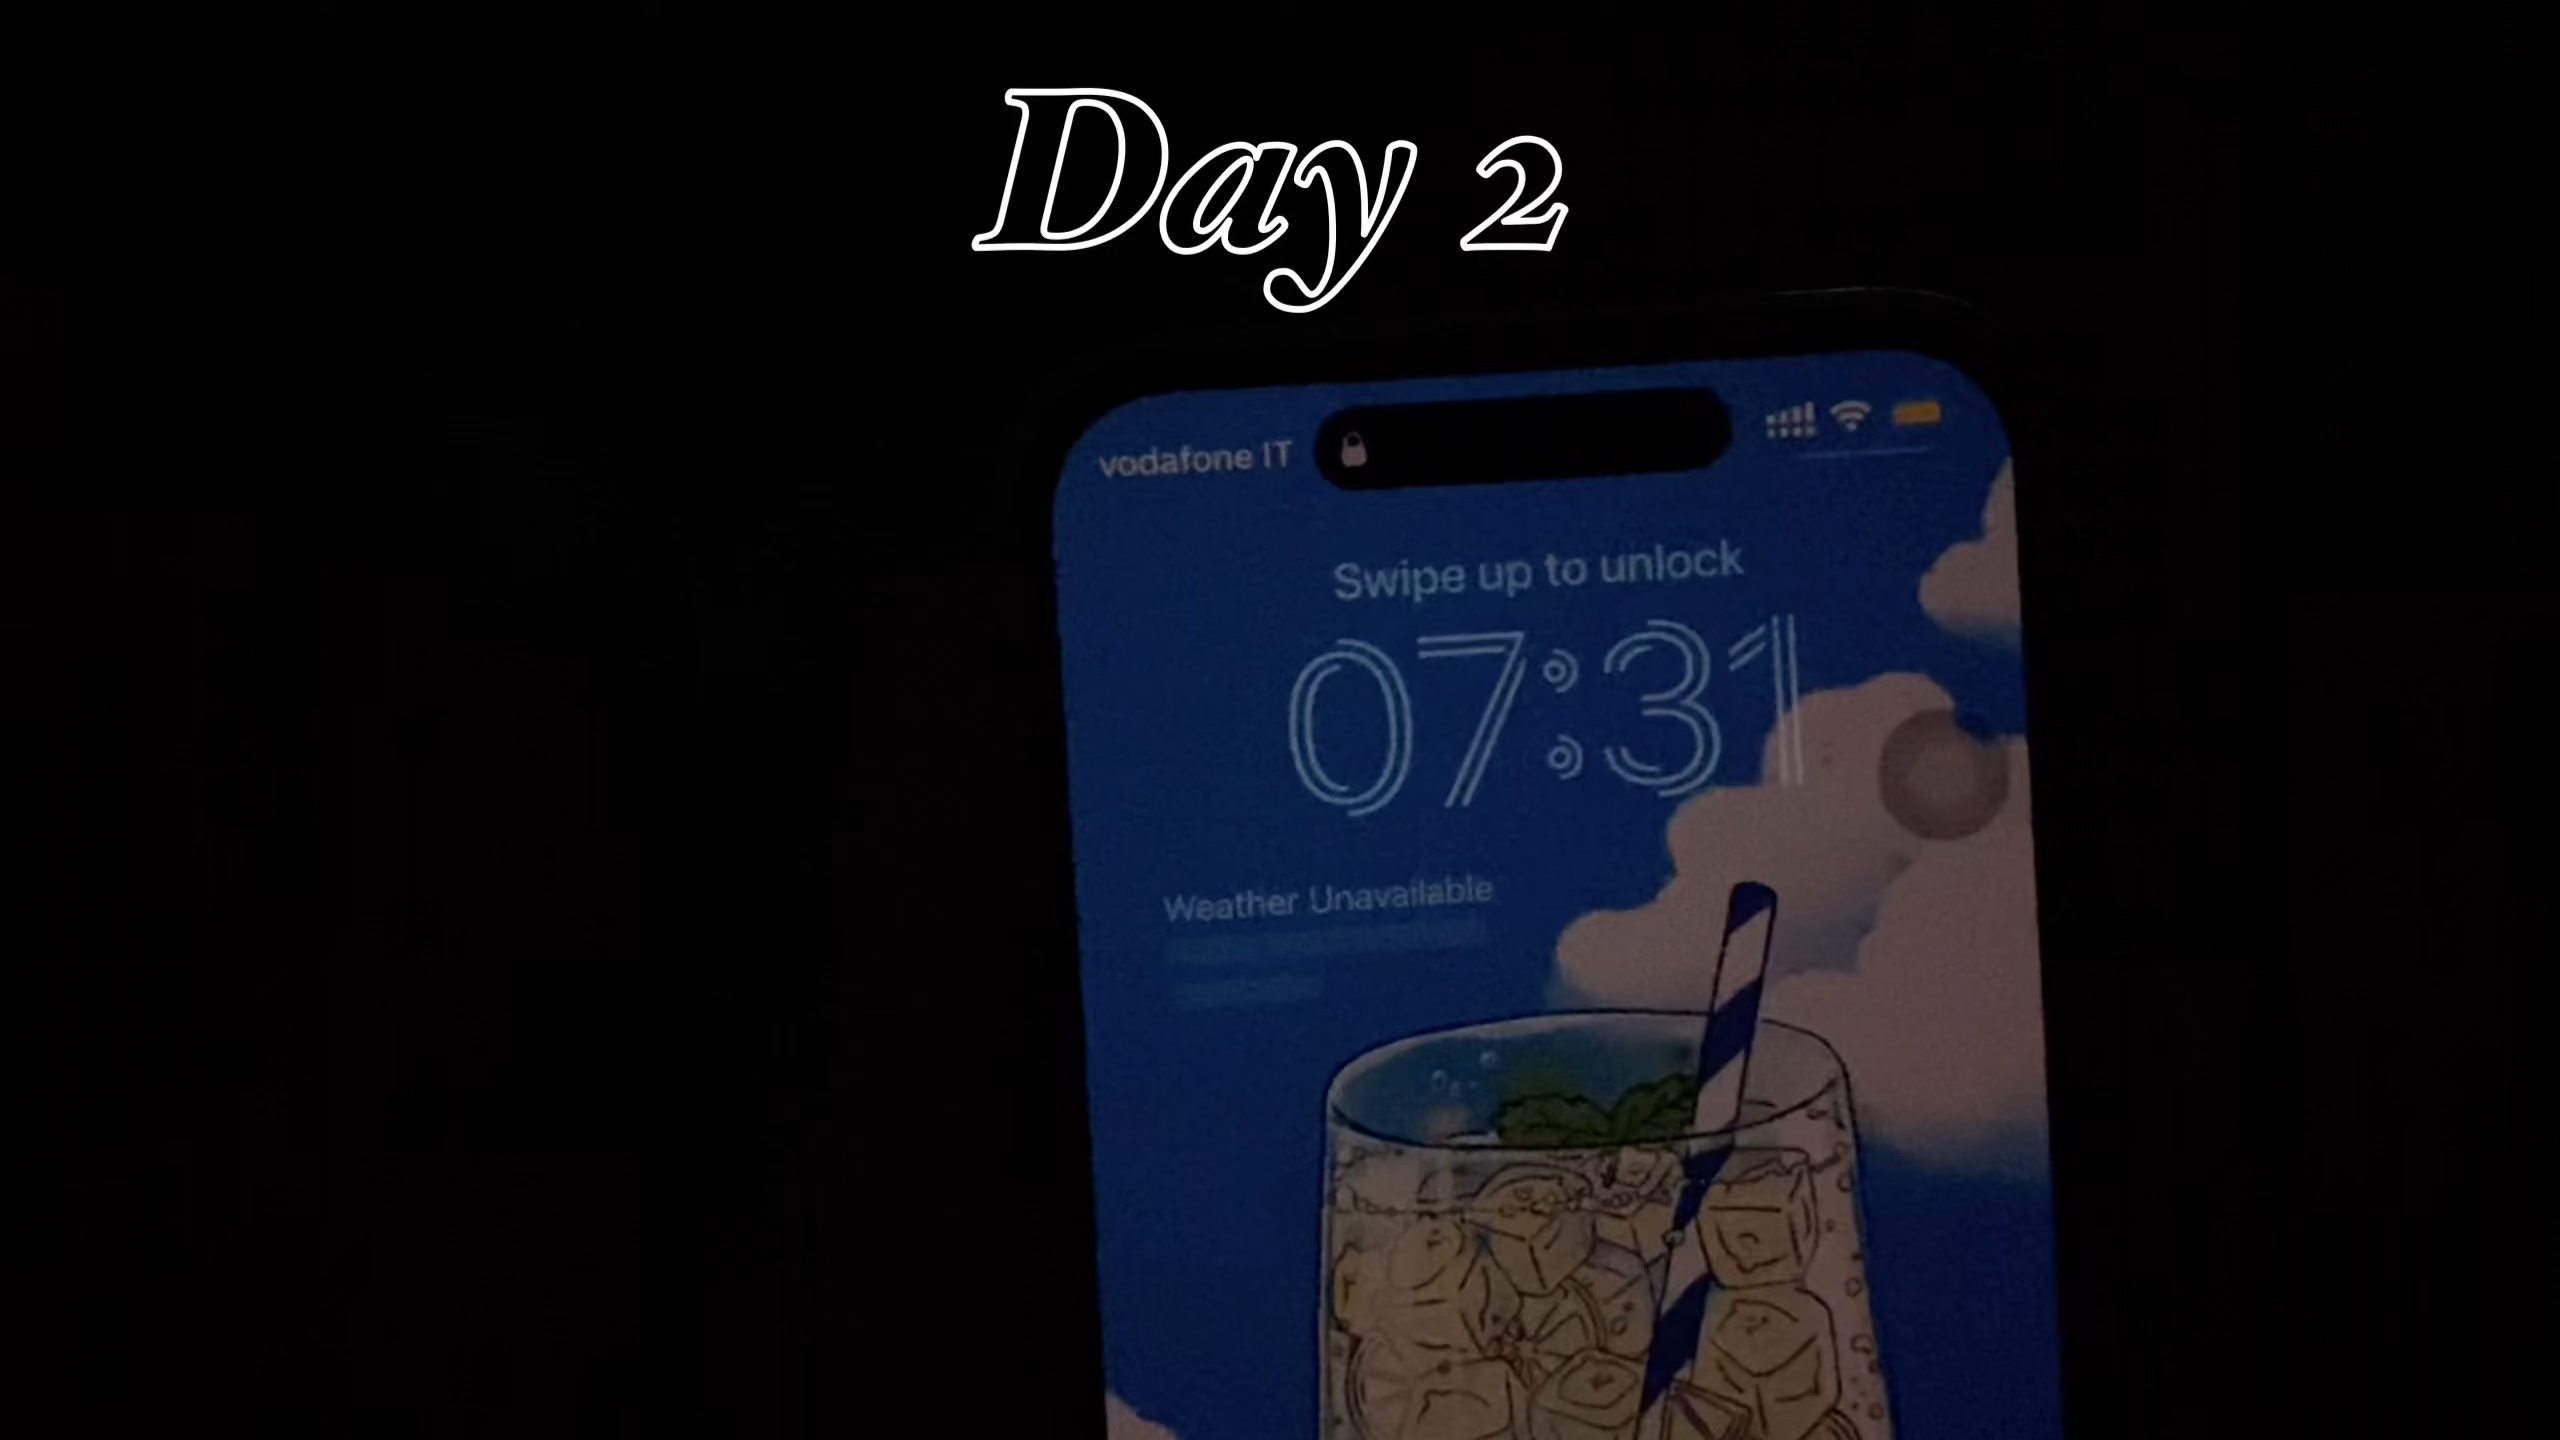 Day 2
vodafone IT
Swipe up to unlock
07:31
Weather Unavailable